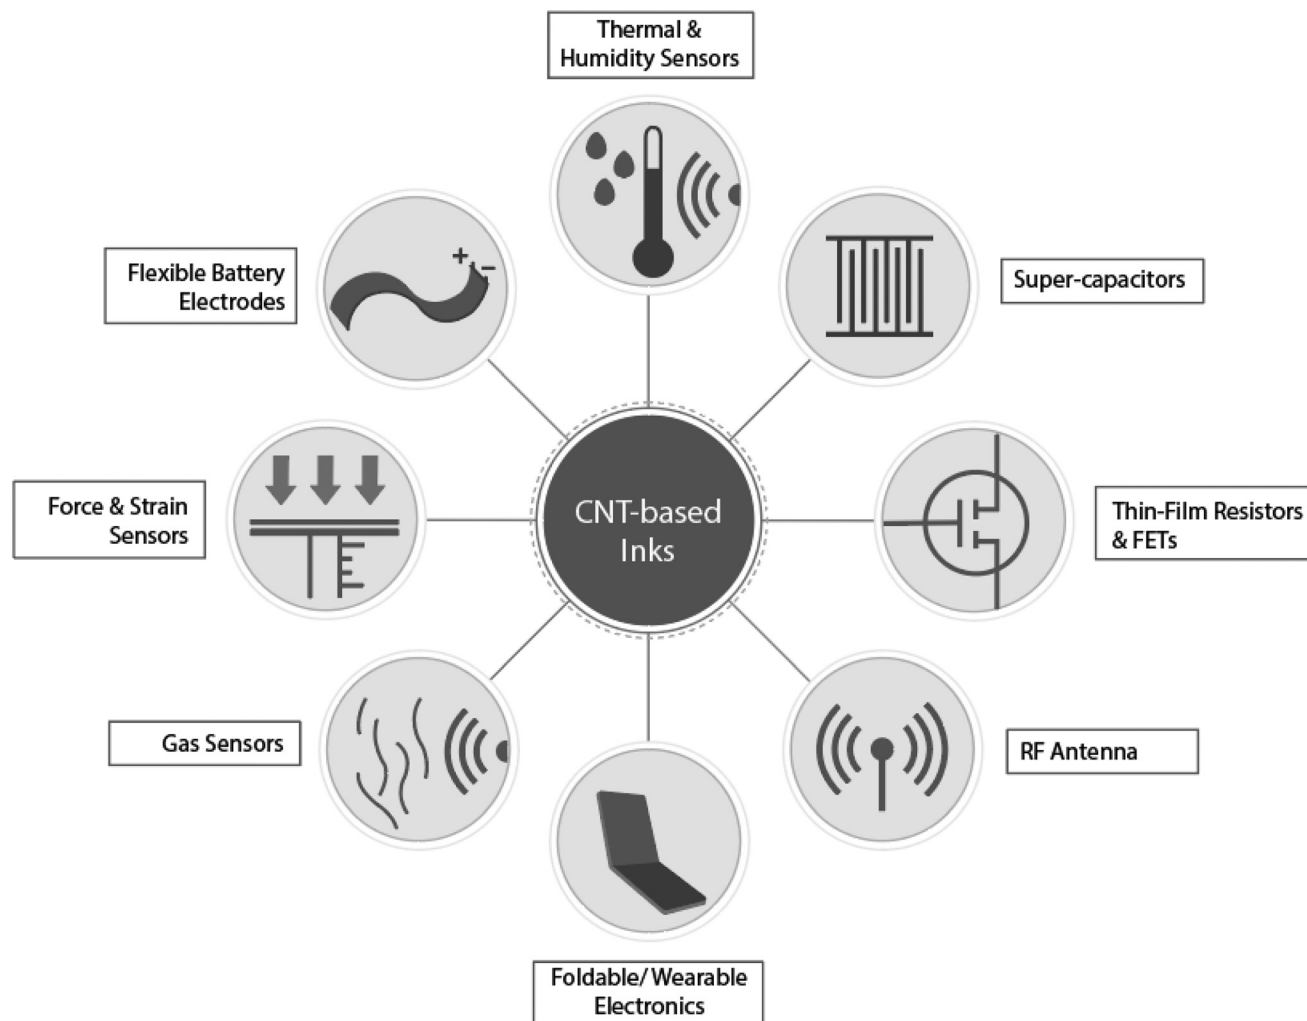 Thermal &
Humidity Sensors
Flexible Battery
Electrodes
+ –
Super-capacitors
Force & Strain
Sensors
CNT-based
Inks
Thin-Film Resistors
& FETs
Gas Sensors
RF Antenna
Foldable/ Wearable
Electronics